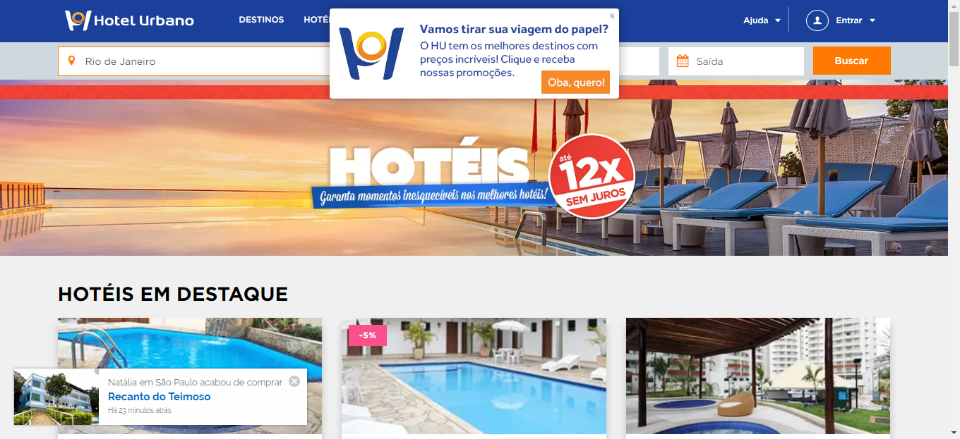 Hotel Urbano
DESTINOS
HOTÉ
Ajuda
Entrar
x
Vamos tirar sua viagem do papel?
O HU tem os melhores destinos com
preços incríveis! Clique e receba
nossas promoções.
Oba, quero!
Rio de Janeiro
Saída
Buscar
HOTÉIS
Garanta momentos inesquecíveis nos melhores hotéis!
até
12x
SEM JUROS
HOTÉIS EM DESTAQUE
-5%
Natália em São Paulo acabou de comprar
Recanto do Teimoso
Há 23 minutos atrás